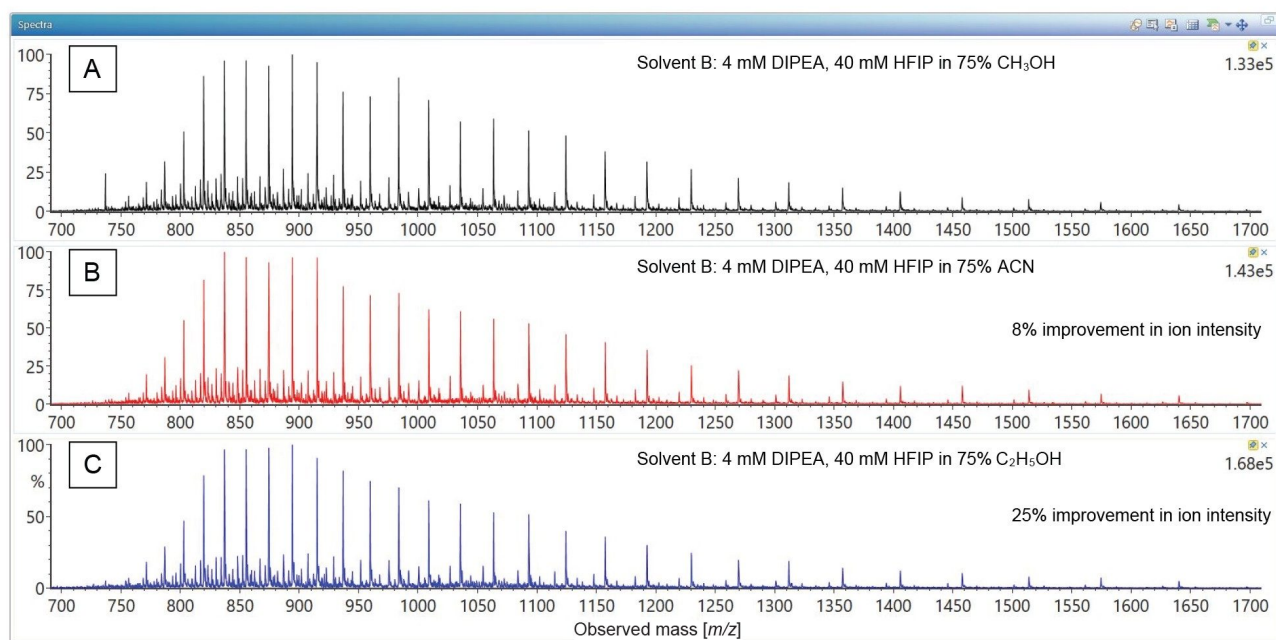 Spectra
A
Solvent B: 4 mM DIPEA, 40 mM HFIP in 75% CH₃OH
1.33e5
100
75
50
25
0
700 750 800 850 900 950 1000 1050 1100 1150 1200 1250 1300 1350 1400 1450 1500 1550 1600 1650 1700
B
Solvent B: 4 mM DIPEA, 40 mM HFIP in 75% ACN
1.43e5
8% improvement in ion intensity
100
75
50
25
0
700 750 800 850 900 950 1000 1050 1100 1150 1200 1250 1300 1350 1400 1450 1500 1550 1600 1650 1700
C
Solvent B: 4 mM DIPEA, 40 mM HFIP in 75% C₂H₅OH
1.68e5
25% improvement in ion intensity
100
%
50
0
700 750 800 850 900 950 1000 1050 1100 1150 1200 1250 1300 1350 1400 1450 1500 1550 1600 1650 1700
Observed mass [m/z]